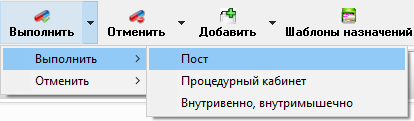 Выполнить Отменить Добавить Шаблоны назначений
Выполнить Пост
Отменить Процедурный кабинет
Внутривенно, внутримышечно